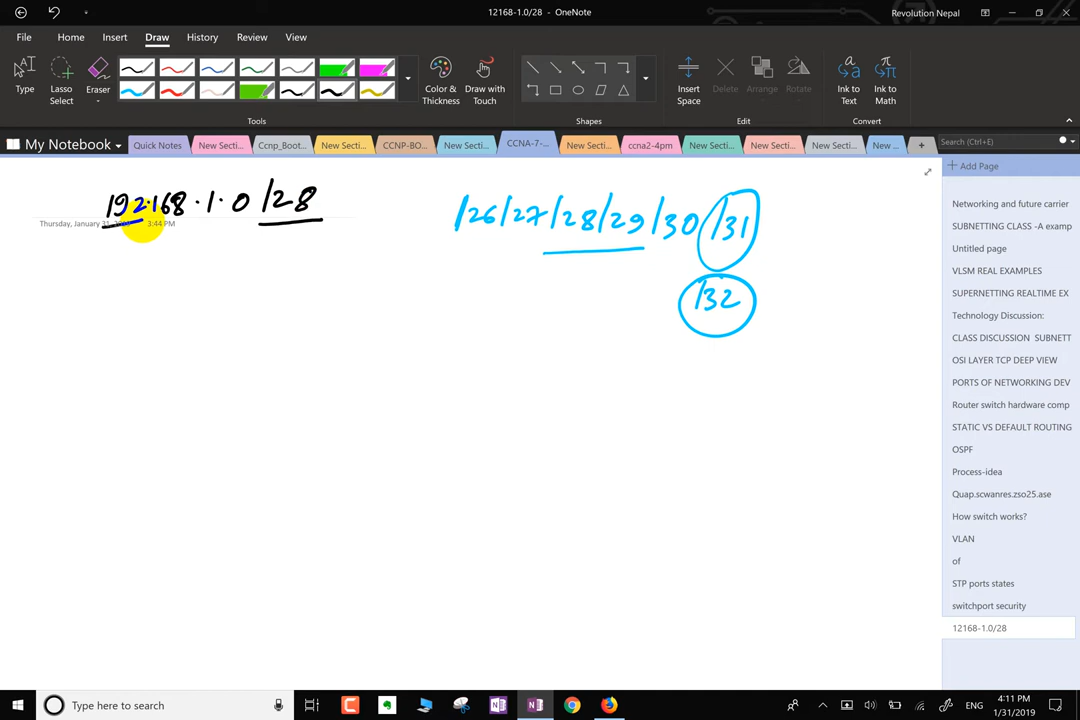 12168-1.0/28 - OneNote
Revolution Nepal
File Home Insert Draw History Review View
Type
Lasso Select
Eraser
Color & Thickness
Draw with Touch
Insert Space
Delete
Arrange
Rotate
Ink to Text
Ink to Math
Tools
Shapes
Edit
Convert
My Notebook
Quick Notes
New Secti...
Ccnp_Boot...
New Secti...
CCNP-BO...
New Secti...
CCNA-7-...
New Secti...
ccna2-4pm
New Secti...
New Secti...
New Secti...
New ...
+
Search (Ctrl+E)
192.168.1.0 /28
Thursday, January 31, 3:44 PM
/26 /27 /28 /29 /30 /31
/32
+ Add Page
Networking and future carrier
SUBNETTING CLASS -A examp
Untitled page
VLSM REAL EXAMPLES
SUPERNETTING REALTIME EX
Technology Discussion:
CLASS DISCUSSION SUBNETT
OSI LAYER TCP DEEP VIEW
PORTS OF NETWORKING DEV
Router switch hardware comp
STATIC VS DEFAULT ROUTING
OSPF
Process-idea
Quap.scwanres.zso25.ase
How switch works?
VLAN
of
STP ports states
switchport security
12168-1.0/28
Type here to search
ENG
4:11 PM
1/31/2019